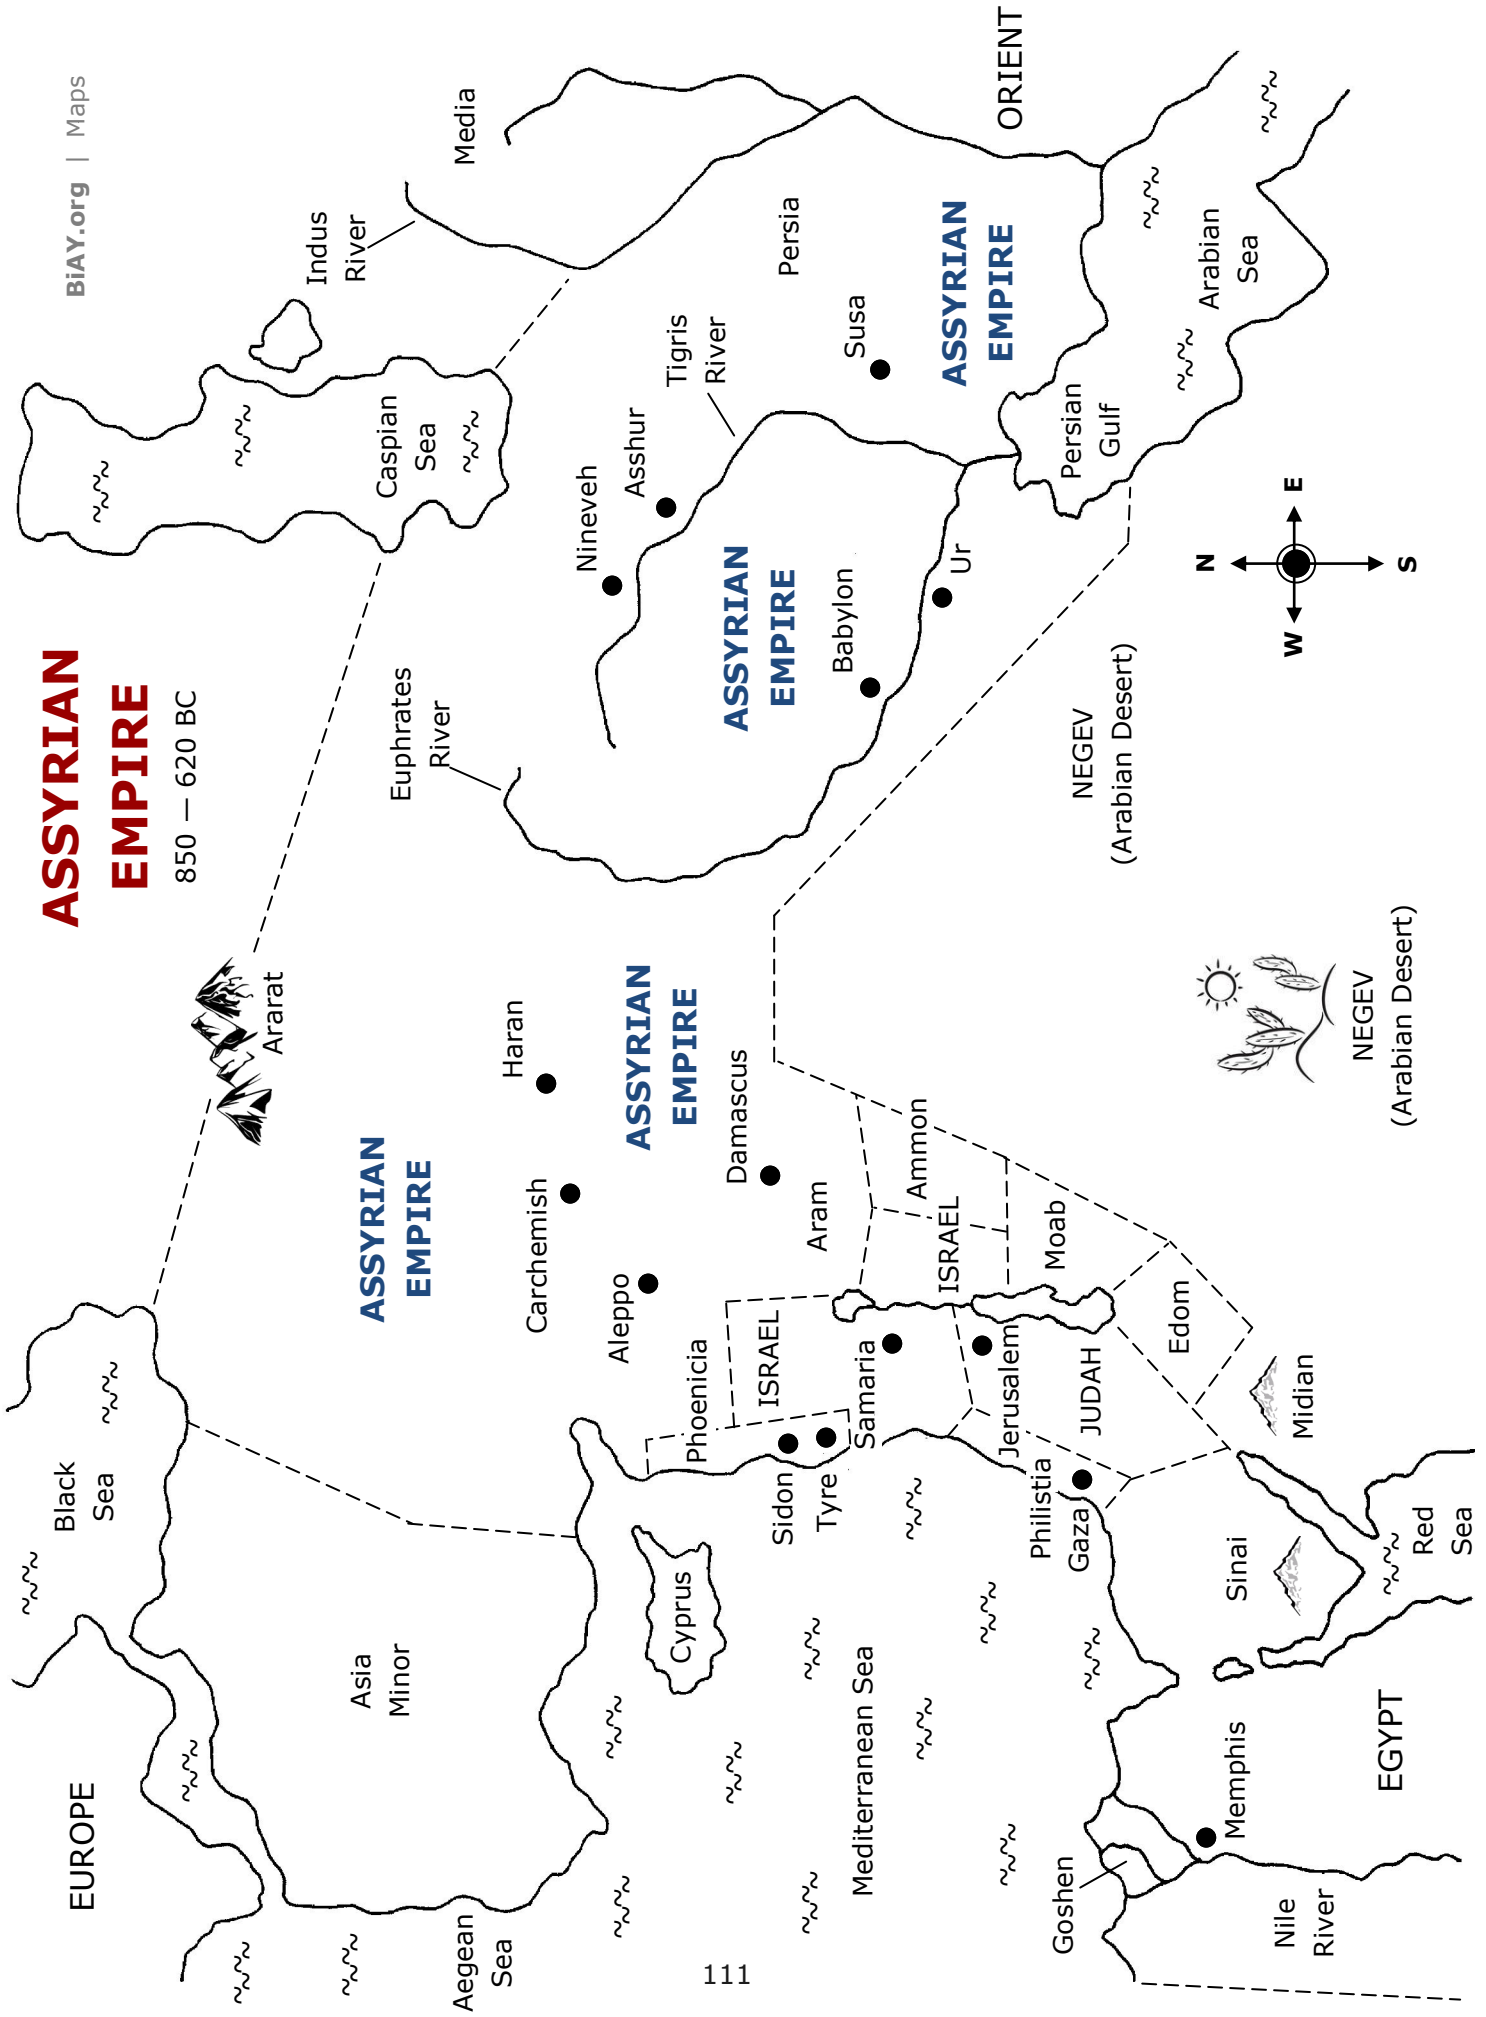 BiAY.org | Maps
ASSYRIAN
EMPIRE
850 — 620 BC
EUROPE
Black
Sea
Ararat
Caspian
Sea
Indus
River
Media
Asia
Minor
ASSYRIAN
EMPIRE
Euphrates
River
Aegean
Sea
Haran
Carchemish
Nineveh
Asshur
Tigris
River
Aleppo
ASSYRIAN
EMPIRE
Cyprus
Phoenicia
Damascus
ASSYRIAN
EMPIRE
Persia
ISRAEL
Sidon
Tyre
Aram
Babylon
Susa
Mediterranean Sea
Samaria
Ammon
ISRAEL
Ur
ASSYRIAN
EMPIRE
ORIENT
Jerusalem
Moab
Philistia
Gaza
JUDAH
NEGEV
(Arabian Desert)
Persian
Gulf
Goshen
Edom
Arabian
Sea
Memphis
Sinai
Midian
N
W
E
S
Nile
River
EGYPT
Red
Sea
NEGEV
(Arabian Desert)
111